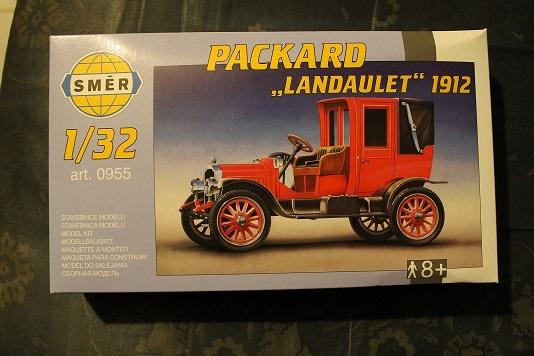 SMĚR
PACKARD
„LANDAULET“ 1912
1/32
art. 0955
STAVEBNICE MODELU
STAVEBNICA MODELU
MODEL KIT
MODELLBAUSATZ
MAQUETTE A MONTER
MAQUETA PARA CONSTRUIR
MODEL DO SKLEJANIA
СБОРНАЯ МОДЕЛЬ
8+